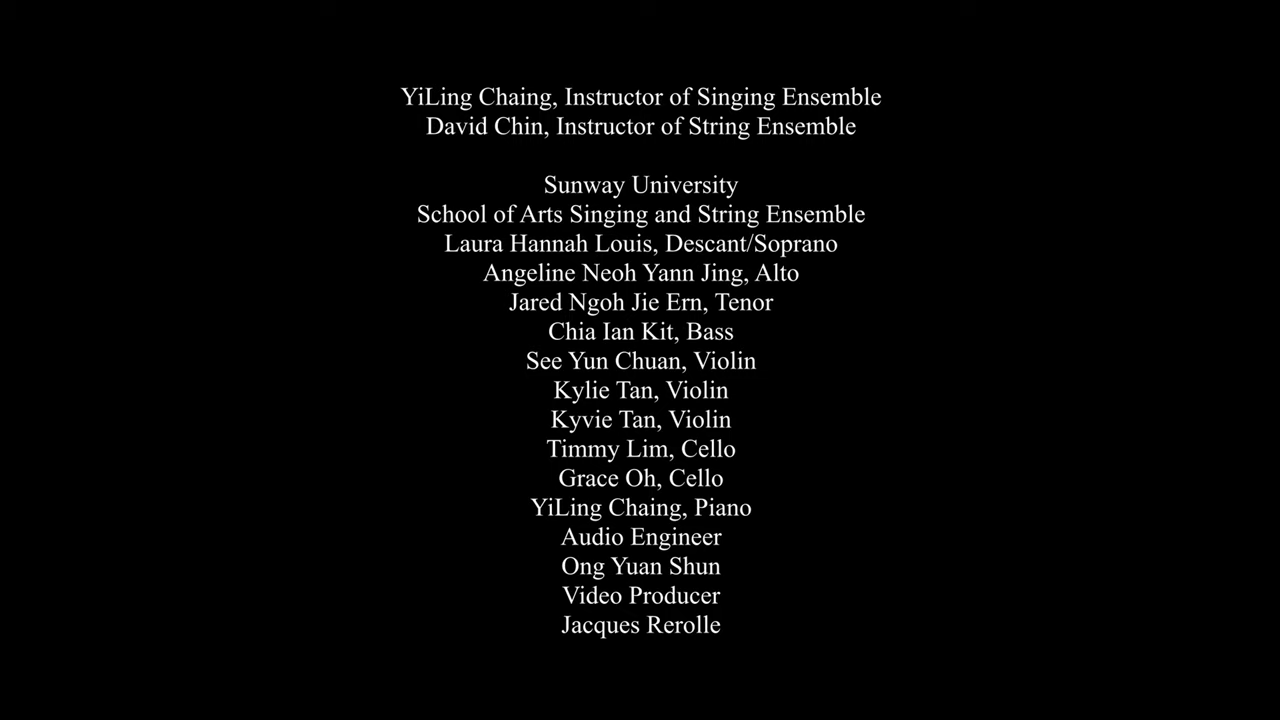 YiLing Chaing, Instructor of Singing Ensemble
David Chin, Instructor of String Ensemble
Sunway University
School of Arts Singing and String Ensemble
Laura Hannah Louis, Descant/Soprano
Angeline Neoh Yann Jing, Alto
Jared Ngoh Jie Ern, Tenor
Chia Ian Kit, Bass
See Yun Chuan, Violin
Kylie Tan, Violin
Kyvie Tan, Violin
Timmy Lim, Cello
Grace Oh, Cello
YiLing Chaing, Piano
Audio Engineer
Ong Yuan Shun
Video Producer
Jacques Rerolle